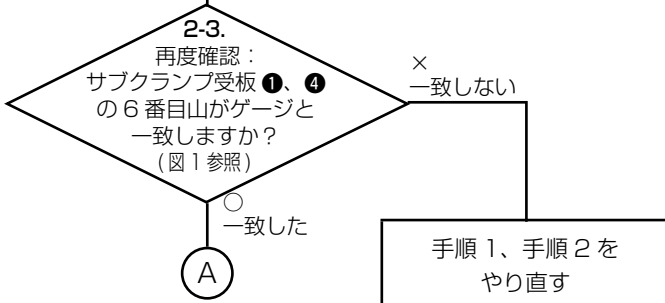 2-3.
再度確認：
サブクランプ受板❶、❹
の6番目山がゲージと
一致しますか？
(図1参照)
×
一致しない
○
一致した
A
手順1、手順2を
やり直す